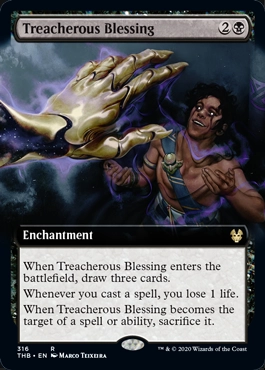 Treacherous Blessing 2
Enchantment
When Treacherous Blessing enters the
battlefield, draw three cards.
Whenever you cast a spell, you lose 1 life.
When Treacherous Blessing becomes the
target of a spell or ability, sacrifice it.
316 R
THB • EN Marco Teixeira ™ & © 2020 Wizards of the Coast